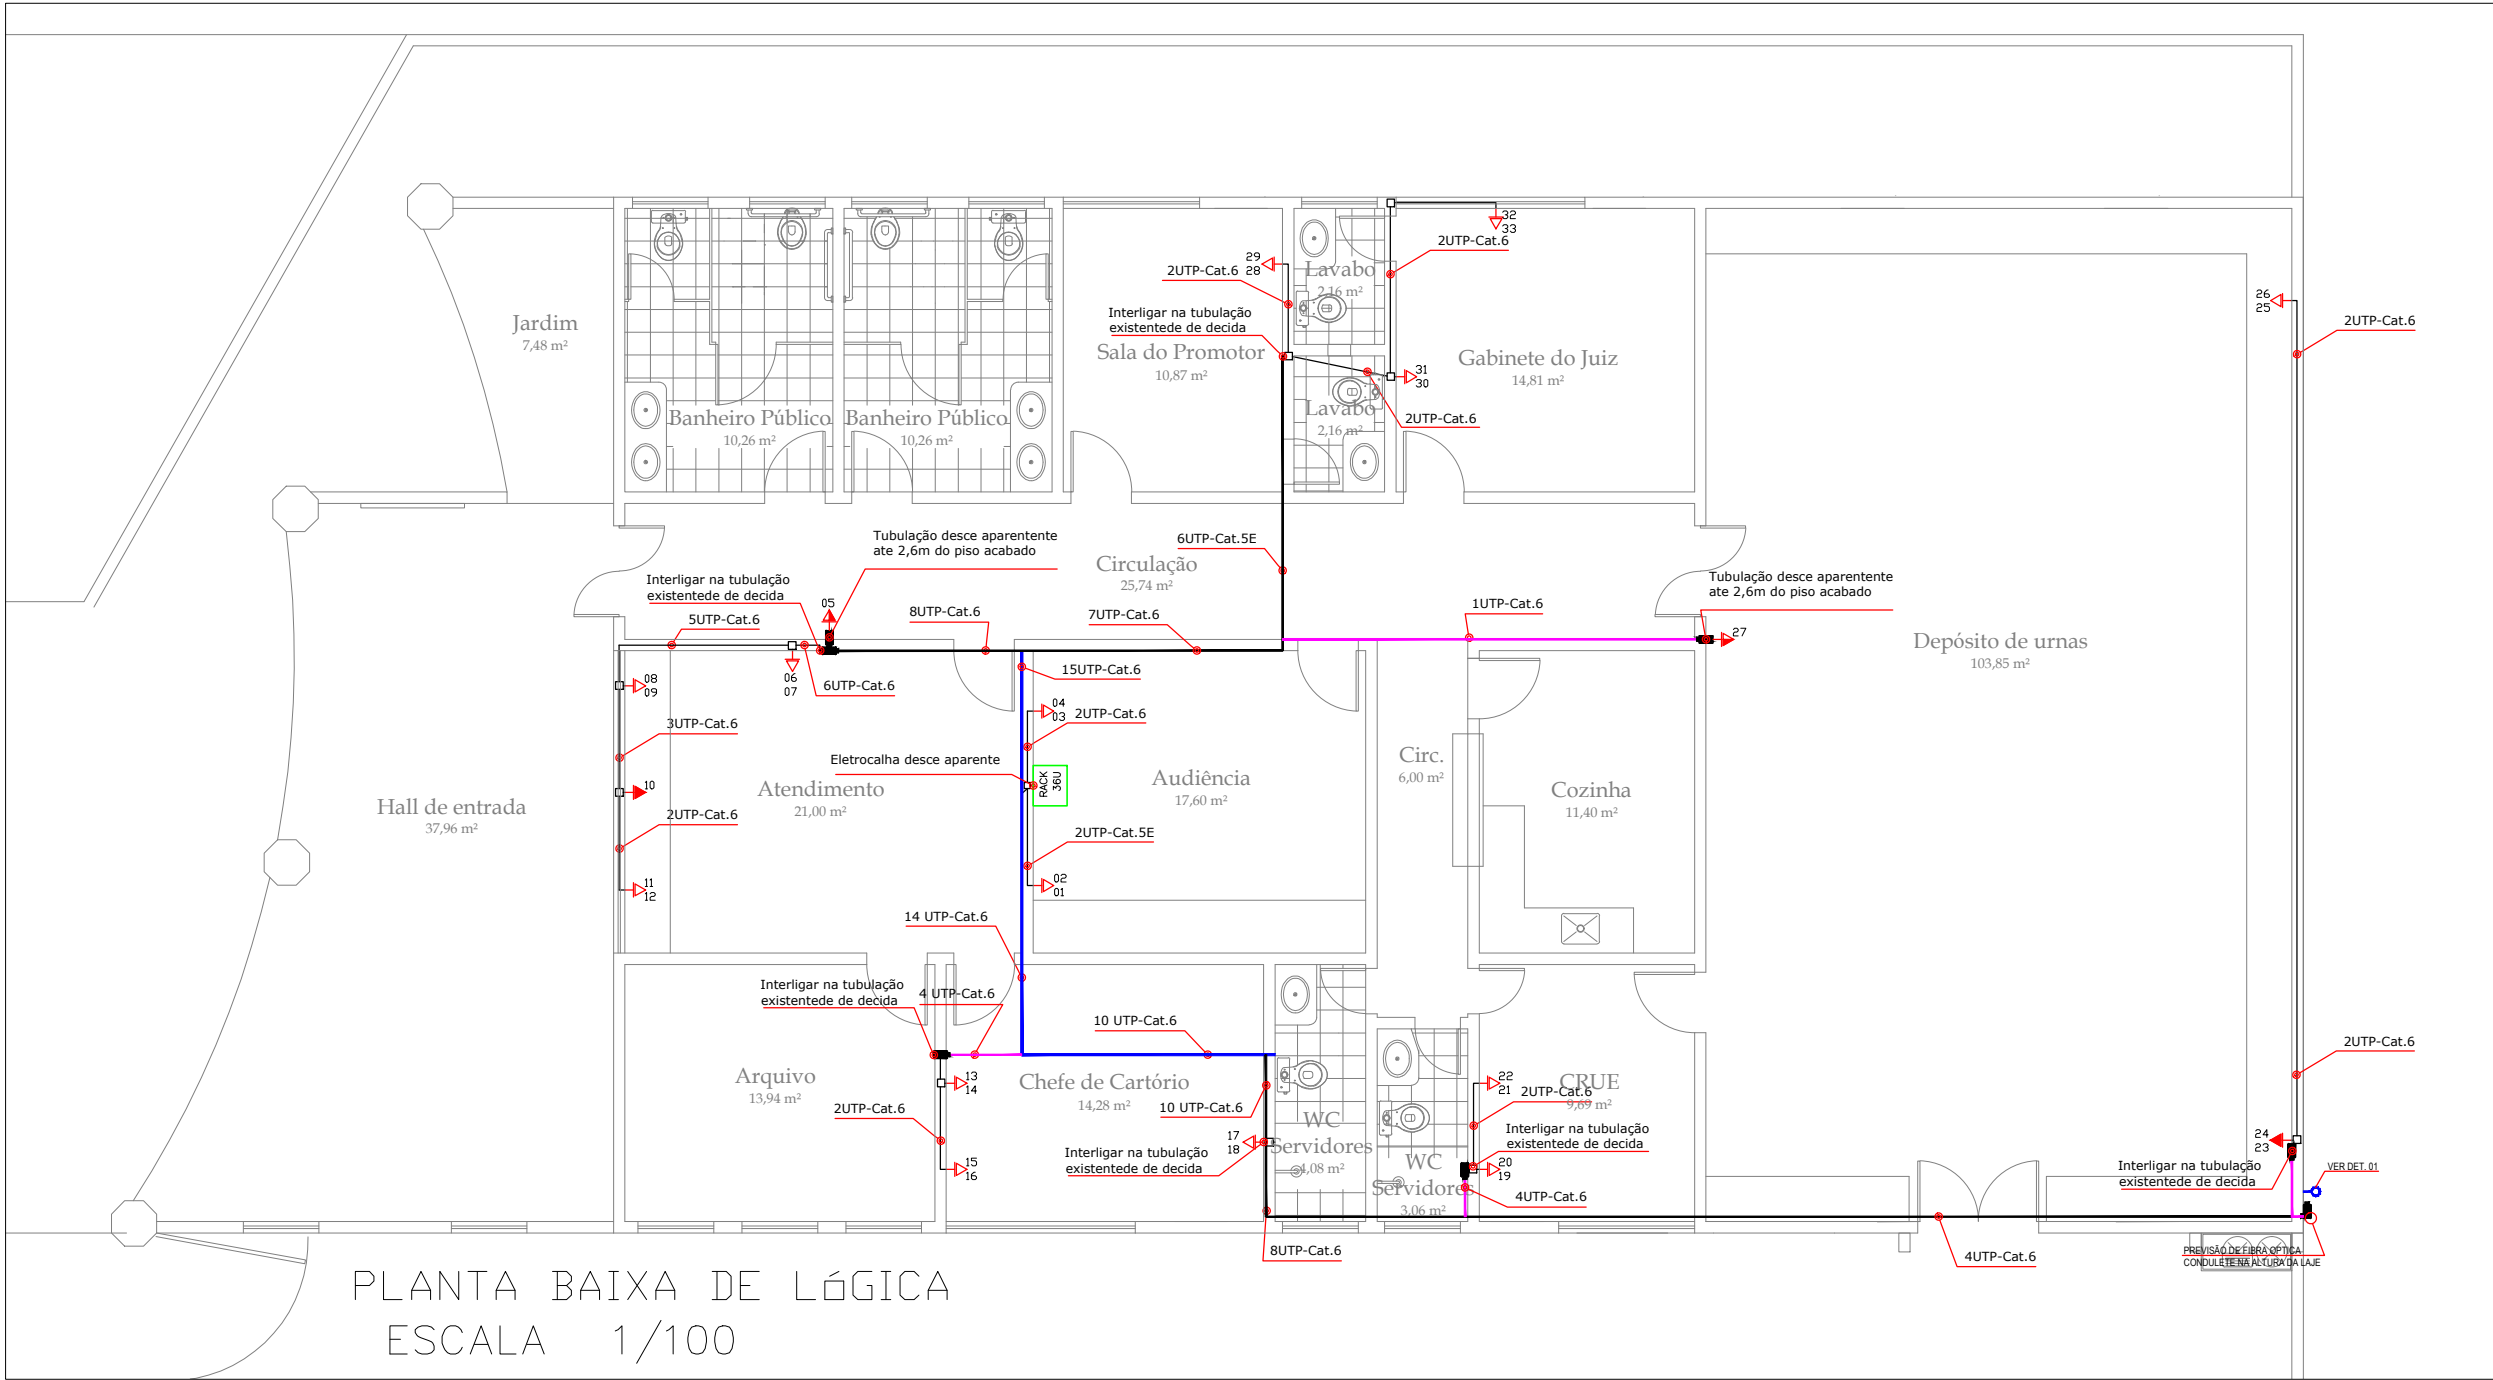 32
33
2UTP-Cat.6
29
28
2UTP-Cat.6
Lavabo
2,16 m²
Interligar na tubulação
existentede de decida
26
25
2UTP-Cat.6
Jardim
7,48 m²
Sala do Promotor
10,87 m²
Gabinete do Juiz
14,81 m²
31
30
Banheiro Público
10,26 m²
Banheiro Público
10,26 m²
Lavabo
2,16 m²
2UTP-Cat.6
Tubulação desce aparentente
ate 2,6m do piso acabado
6UTP-Cat.5E
Circulação
25,74 m²
Interligar na tubulação
existentede de decida
Tubulação desce aparentente
ate 2,6m do piso acabado
05
5UTP-Cat.6
8UTP-Cat.6
7UTP-Cat.6
1UTP-Cat.6
27
Depósito de urnas
103,85 m²
08
09
06
07
6UTP-Cat.6
15UTP-Cat.6
04
03
2UTP-Cat.6
3UTP-Cat.6
Eletrocalha desce aparente
RACK
36U
Circ.
6,00 m²
10
Atendimento
21,00 m²
Audiência
17,60 m²
Cozinha
11,40 m²
Hall de entrada
37,96 m²
2UTP-Cat.6
2UTP-Cat.5E
11
12
02
01
14 UTP-Cat.6
Interligar na tubulação
existentede de decida
4 UTP-Cat.6
10 UTP-Cat.6
2UTP-Cat.6
Arquivo
13,94 m²
13
14
Chefe de Cartório
14,28 m²
22
21
CRUE
9,69 m²
2UTP-Cat.6
2UTP-Cat.6
10 UTP-Cat.6
WC
Servidores
4,08 m²
17
18
Interligar na tubulação
existentede de decida
Interligar na tubulação
existentede de decida
15
16
WC
Servidores
3,06 m²
20
19
24
23
Interligar na tubulação
existentede de decida
VER DET. 01
4UTP-Cat.6
8UTP-Cat.6
4UTP-Cat.6
PREVISÃO DE FIBRA OPTICA
CONDULETE NA ALTURA DA LAJE
PLANTA BAIXA DE LóGICA
ESCALA 1/100